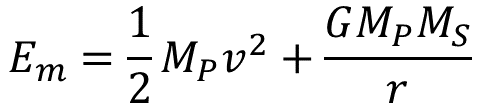 E_m = \frac{1}{2} M_P v^2 + \frac{G M_P M_S}{r}